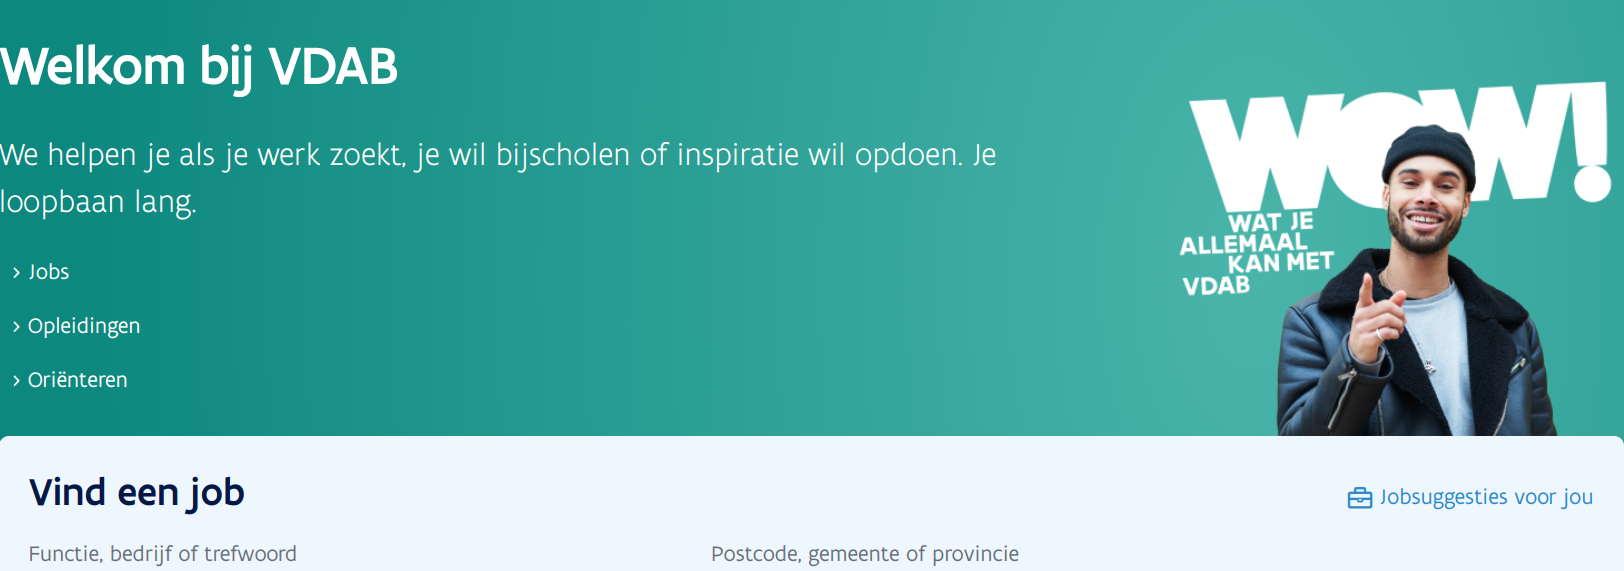 Welkom bij VDAB
We helpen je als je werk zoekt, je wil bijscholen of inspiratie wil opdoen. Je
loopbaan lang.
Jobs
Opleidingen
Oriënteren
WOW!
WAT JE
ALLEMAAL
KAN MET
VDAB
Vind een job
Jobsuggesties voor jou
Functie, bedrijf of trefwoord
Postcode, gemeente of provincie